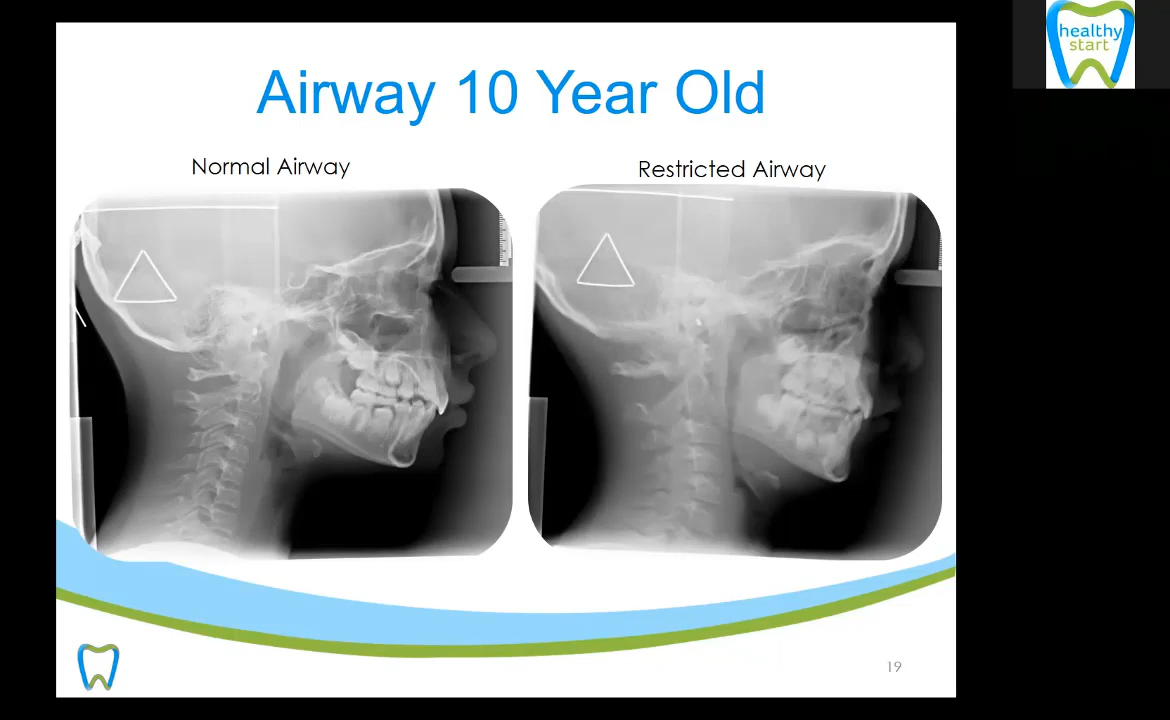 healthy
start
Airway 10 Year Old
Normal Airway
Restricted Airway
19